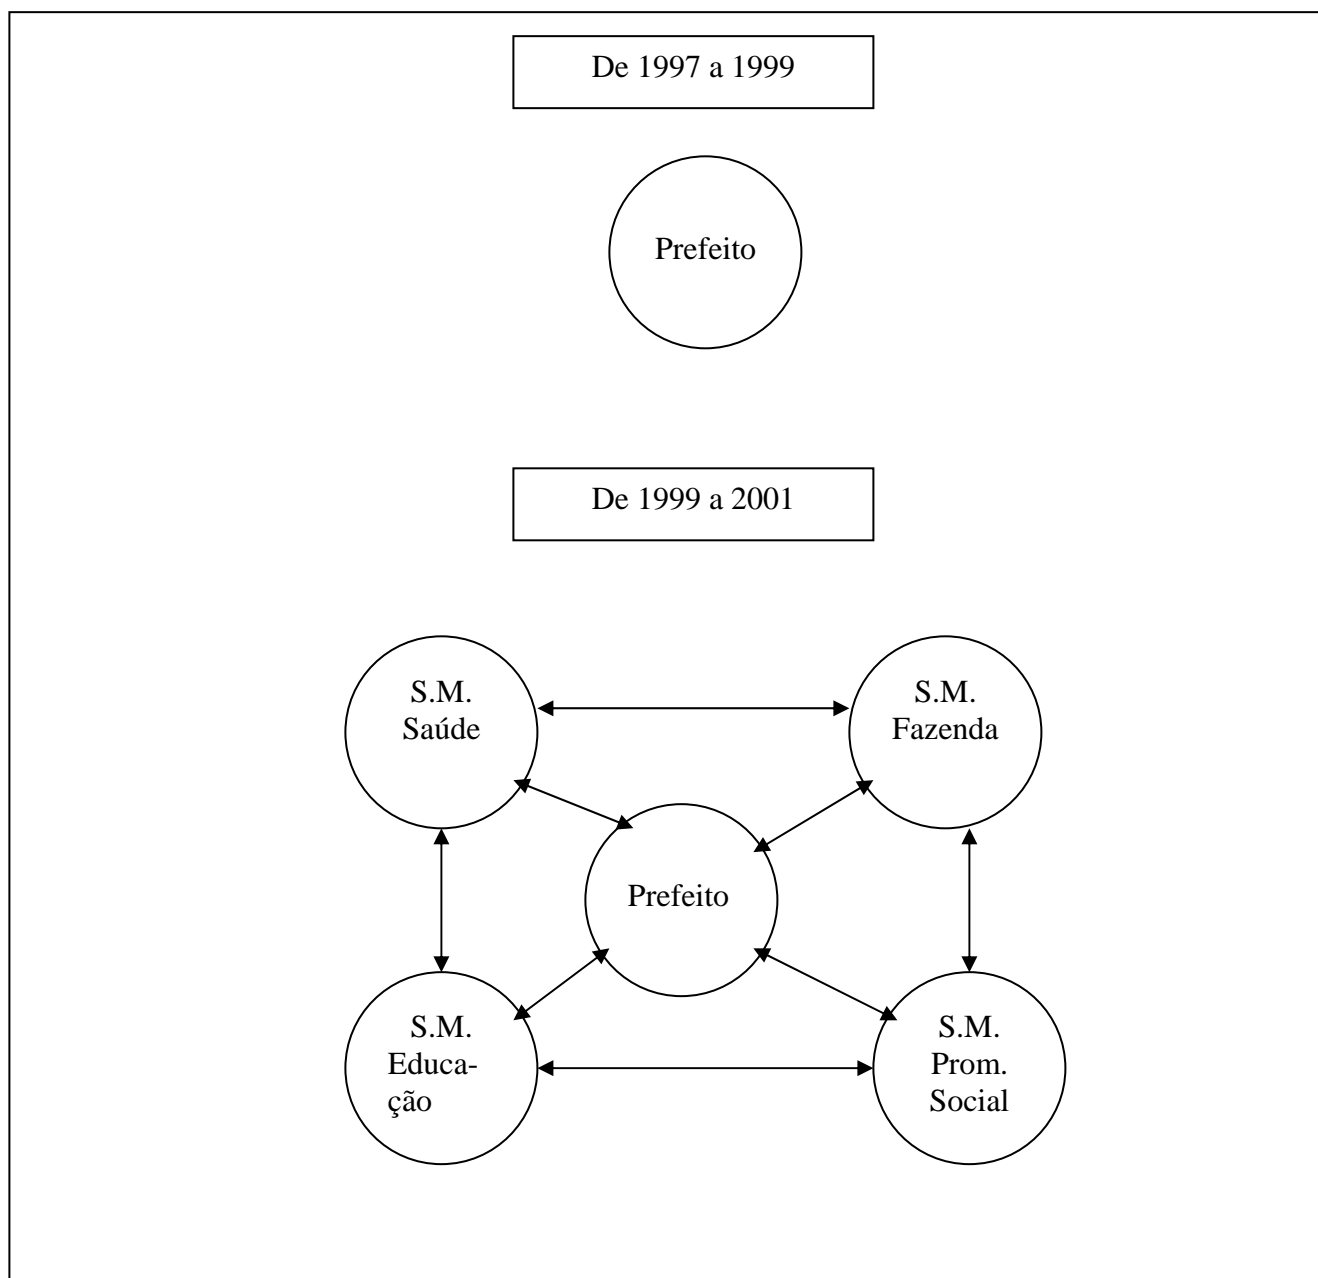 De 1997 a 1999
Prefeito
De 1999 a 2001
S.M.
Saúde
S.M.
Fazenda
Prefeito
S.M.
Educa-
ção
S.M.
Prom.
Social